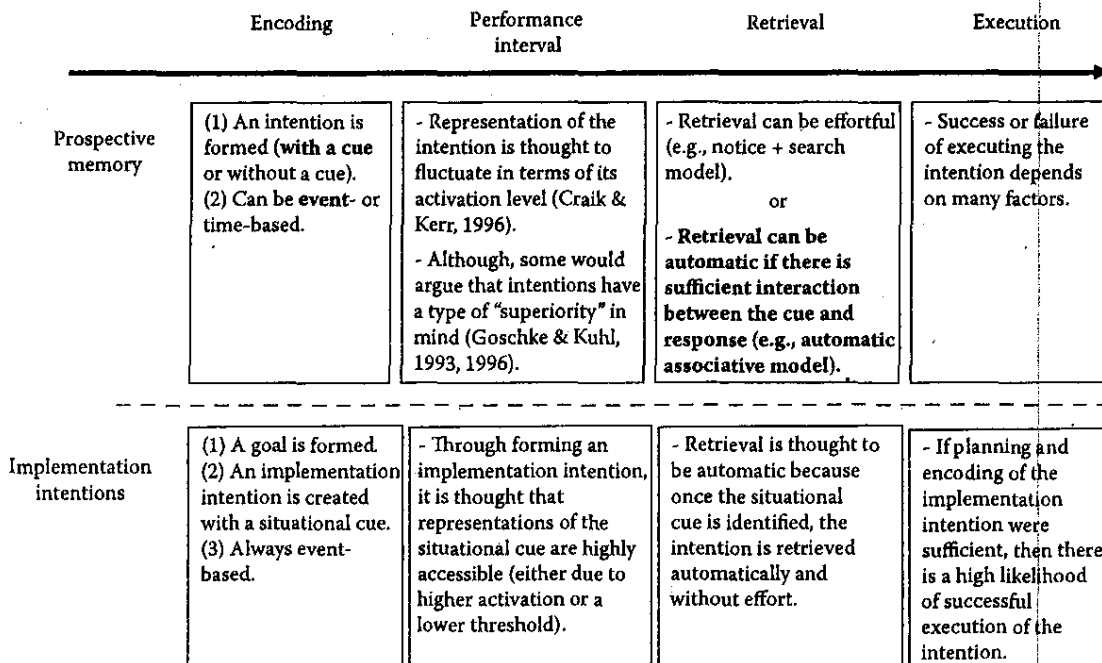 Encoding
Performance
interval
Retrieval
Execution
Prospective
memory
(1) An intention is
formed (with a cue
or without a cue).
(2) Can be event- or
time-based.
- Representation of the
intention is thought to
fluctuate in terms of its
activation level (Craik &
Kerr, 1996).
- Although, some would
argue that intentions have
a type of “superiority” in
mind (Goschke & Kuhl,
1993, 1996).
- Retrieval can be effortful
(e.g., notice + search
model).
or
- Retrieval can be
automatic if there is
sufficient interaction
between the cue and
response (e.g., automatic
associative model).
- Success or failure
of executing the
intention depends
on many factors.
Implementation
intentions
(1) A goal is formed.
(2) An implementation
intention is created
with a situational cue.
(3) Always event-
based.
- Through forming an
implementation intention,
it is thought that
representations of the
situational cue are highly
accessible (either due to
higher activation or a
lower threshold).
- Retrieval is thought to
be automatic because
once the situational
cue is identified, the
intention is retrieved
automatically and
without effort.
- If planning and
encoding of the
implementation
intention were
sufficient, then there
is a high likelihood
of successful
execution of the
intention.